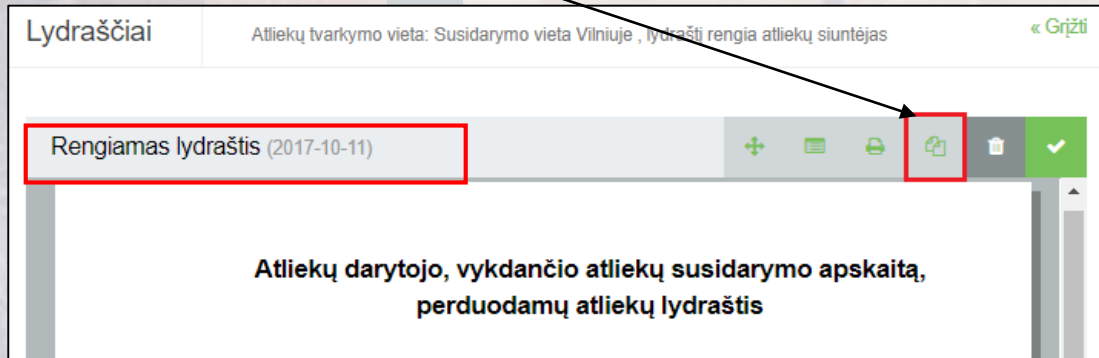 Lydraščiai
Atliekų tvarkymo vieta: Susidarymo vieta Vilniuje , lydraštį rengia atliekų siuntėjas
« Grįžti
Rengiamas lydraštis (2017-10-11)
Atliekų darytojo, vykdančio atliekų susidarymo apskaitą,
perduodamų atliekų lydraštis